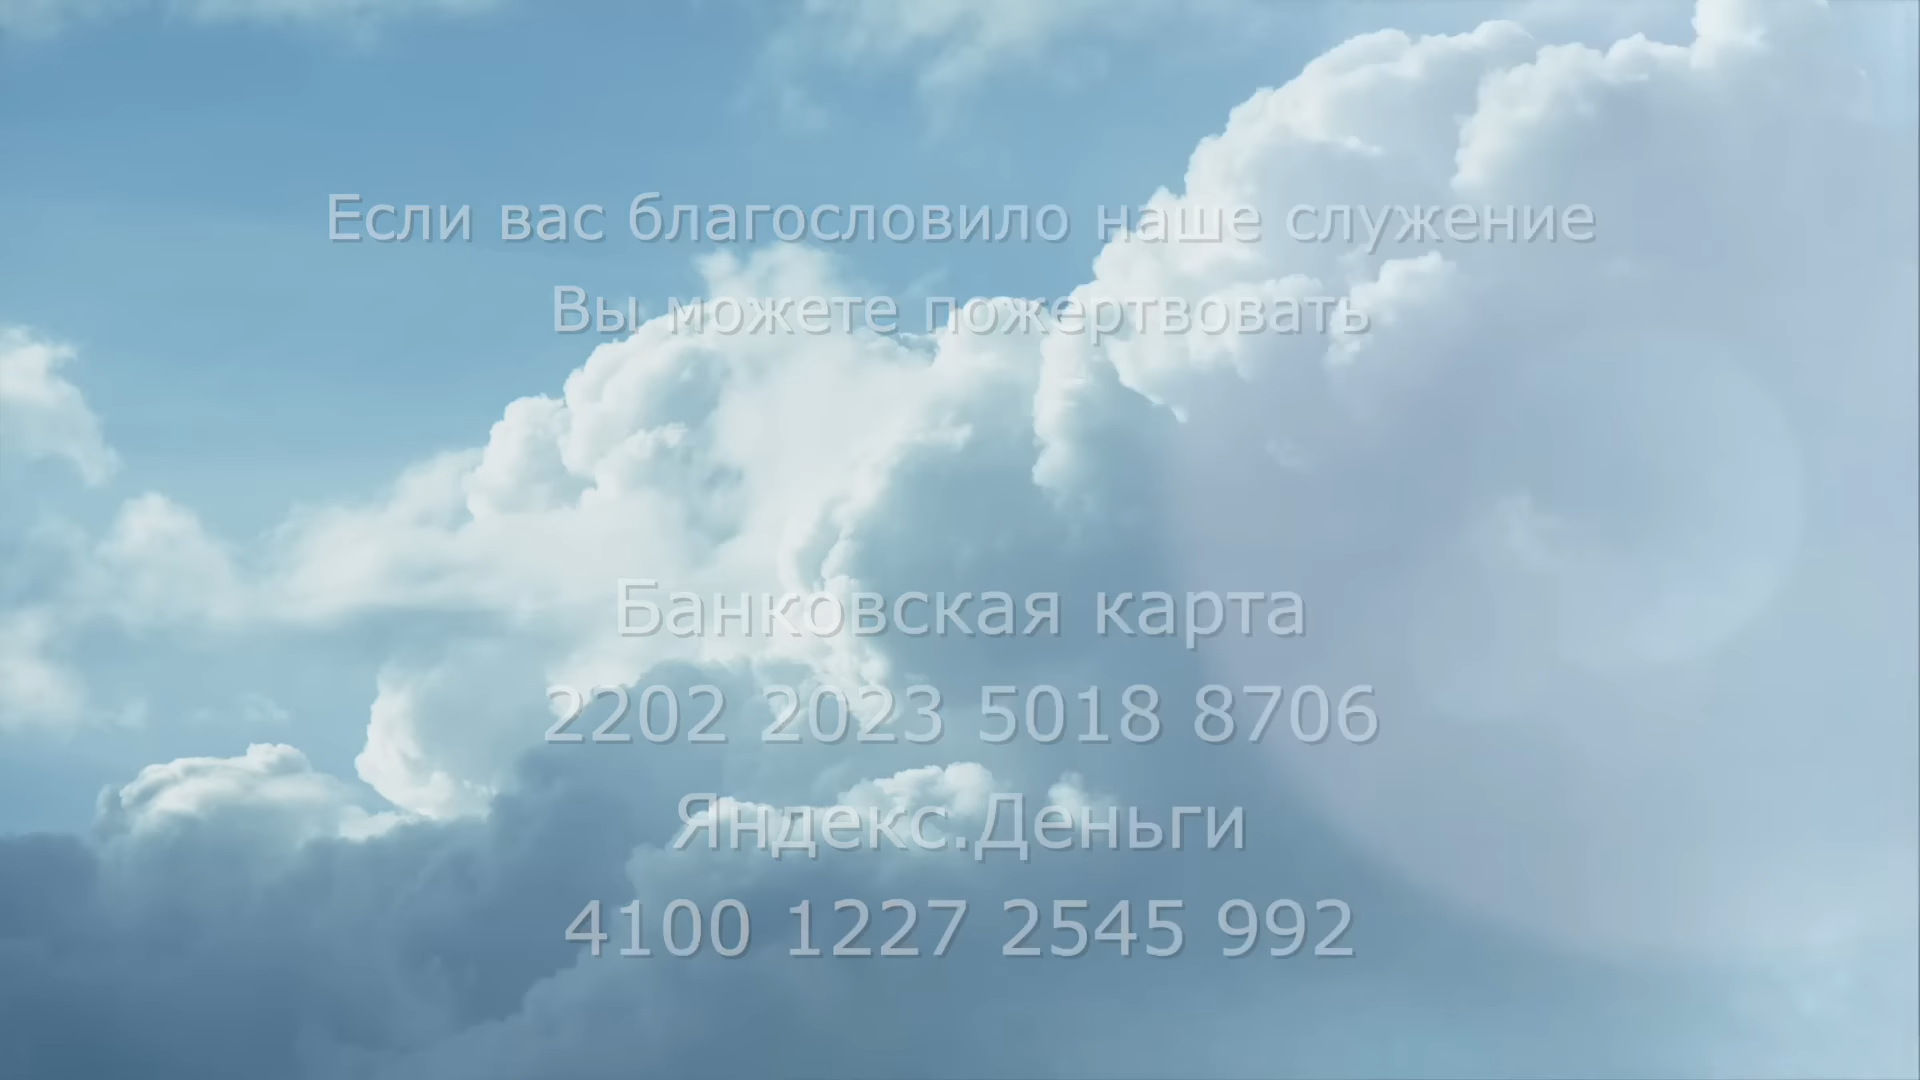 Если вас благословило наше служение
Вы можете пожертвовать
Банковская карта
2202 2023 5018 8706
Яндекс.Деньги
4100 1227 2545 992